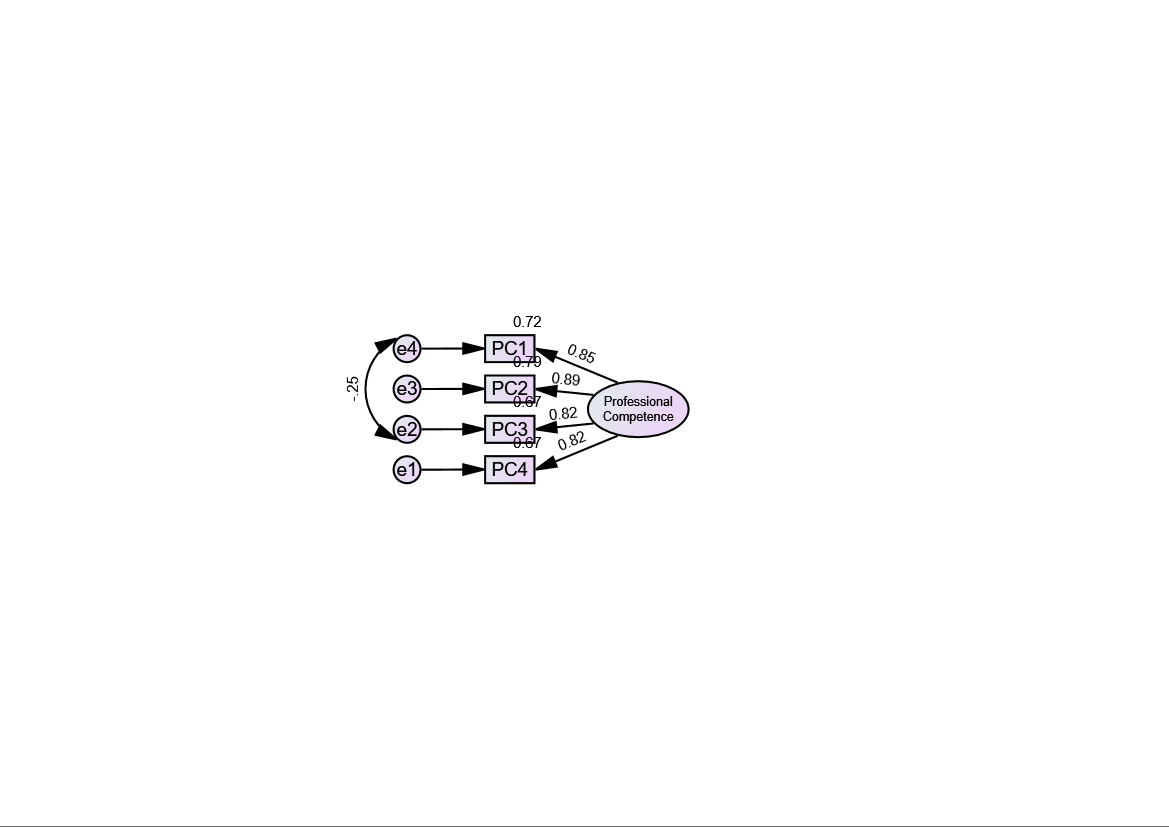 0.72
e4
PC1
0.85
0.79
e3
PC2
0.89
-.25
0.67
Professional
Competence
e2
PC3
0.82
0.67
0.82
e1
PC4